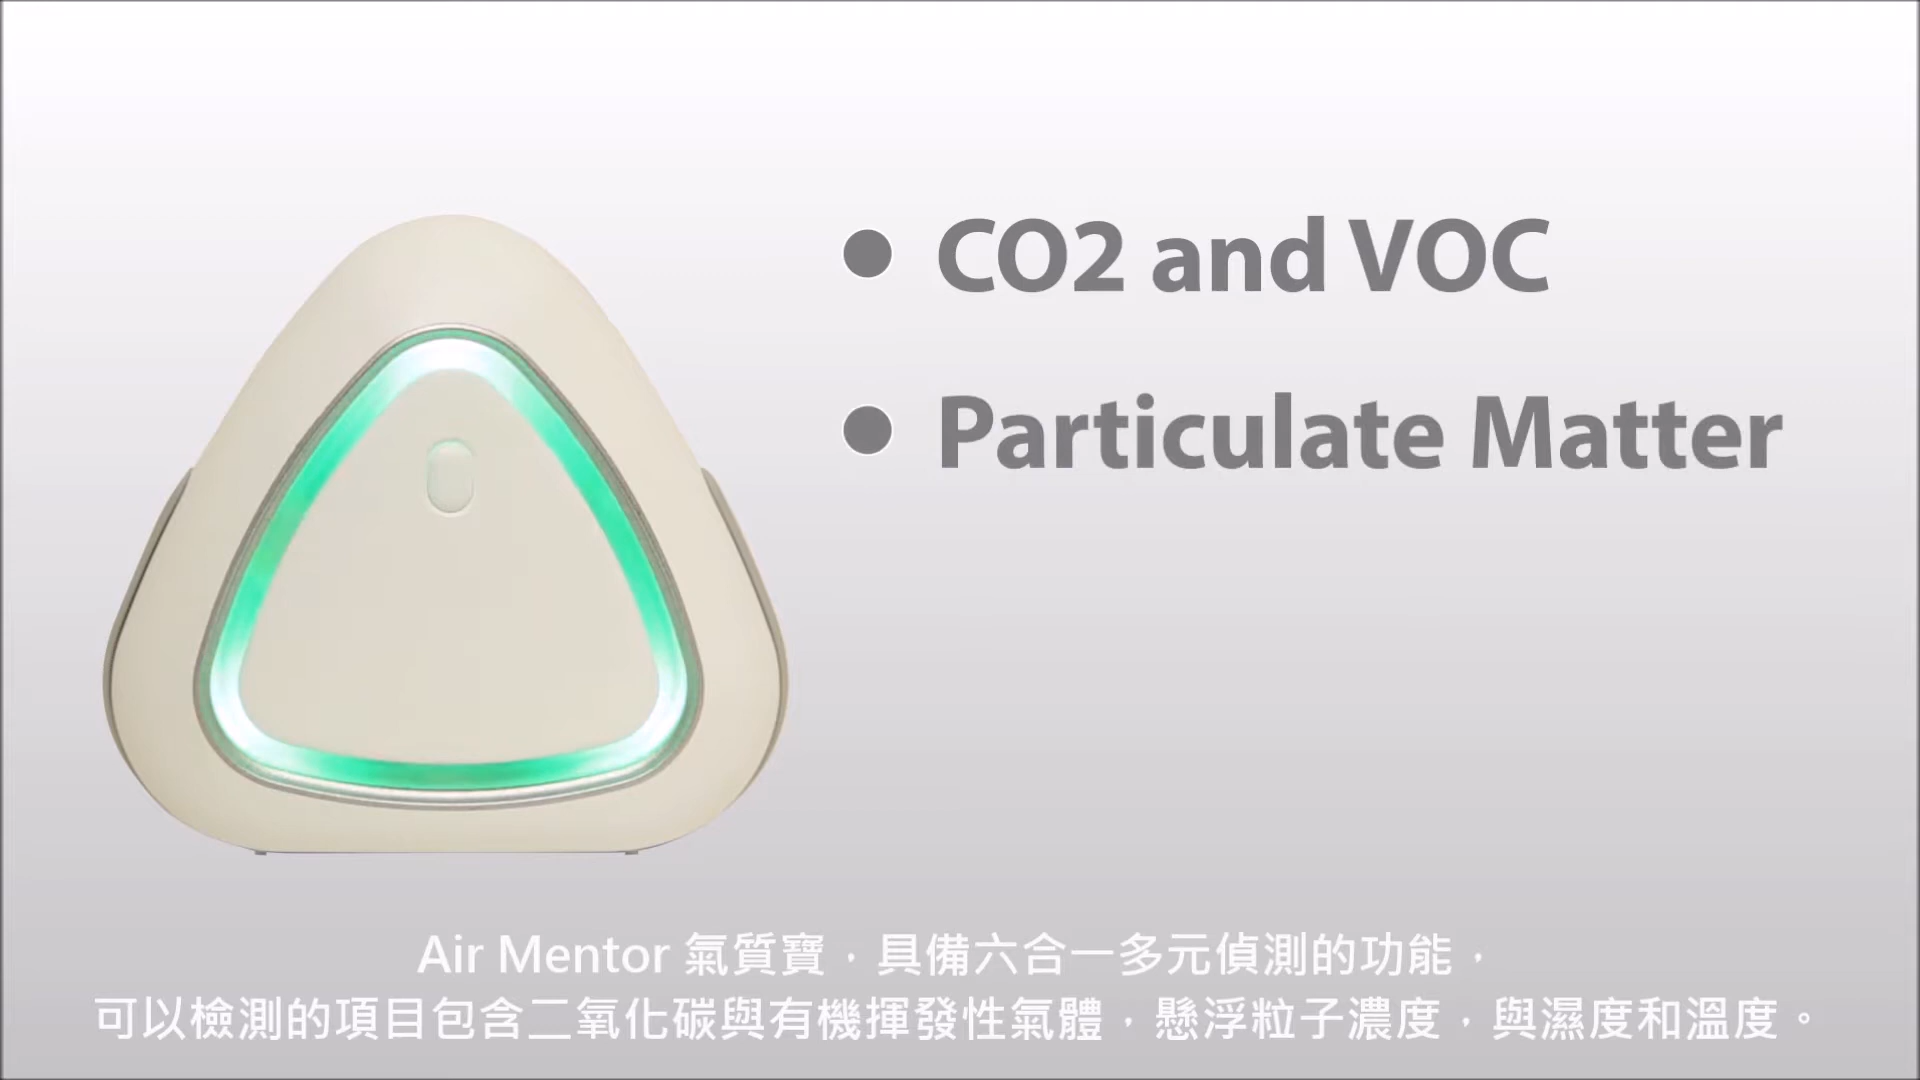 ● CO2 and VOC
● Particulate Matter
Air Mentor 氣質寶，具備六合一多元偵測的功能，
可以檢測的項目包含二氧化碳與有機揮發性氣體，懸浮粒子濃度，與濕度和溫度。